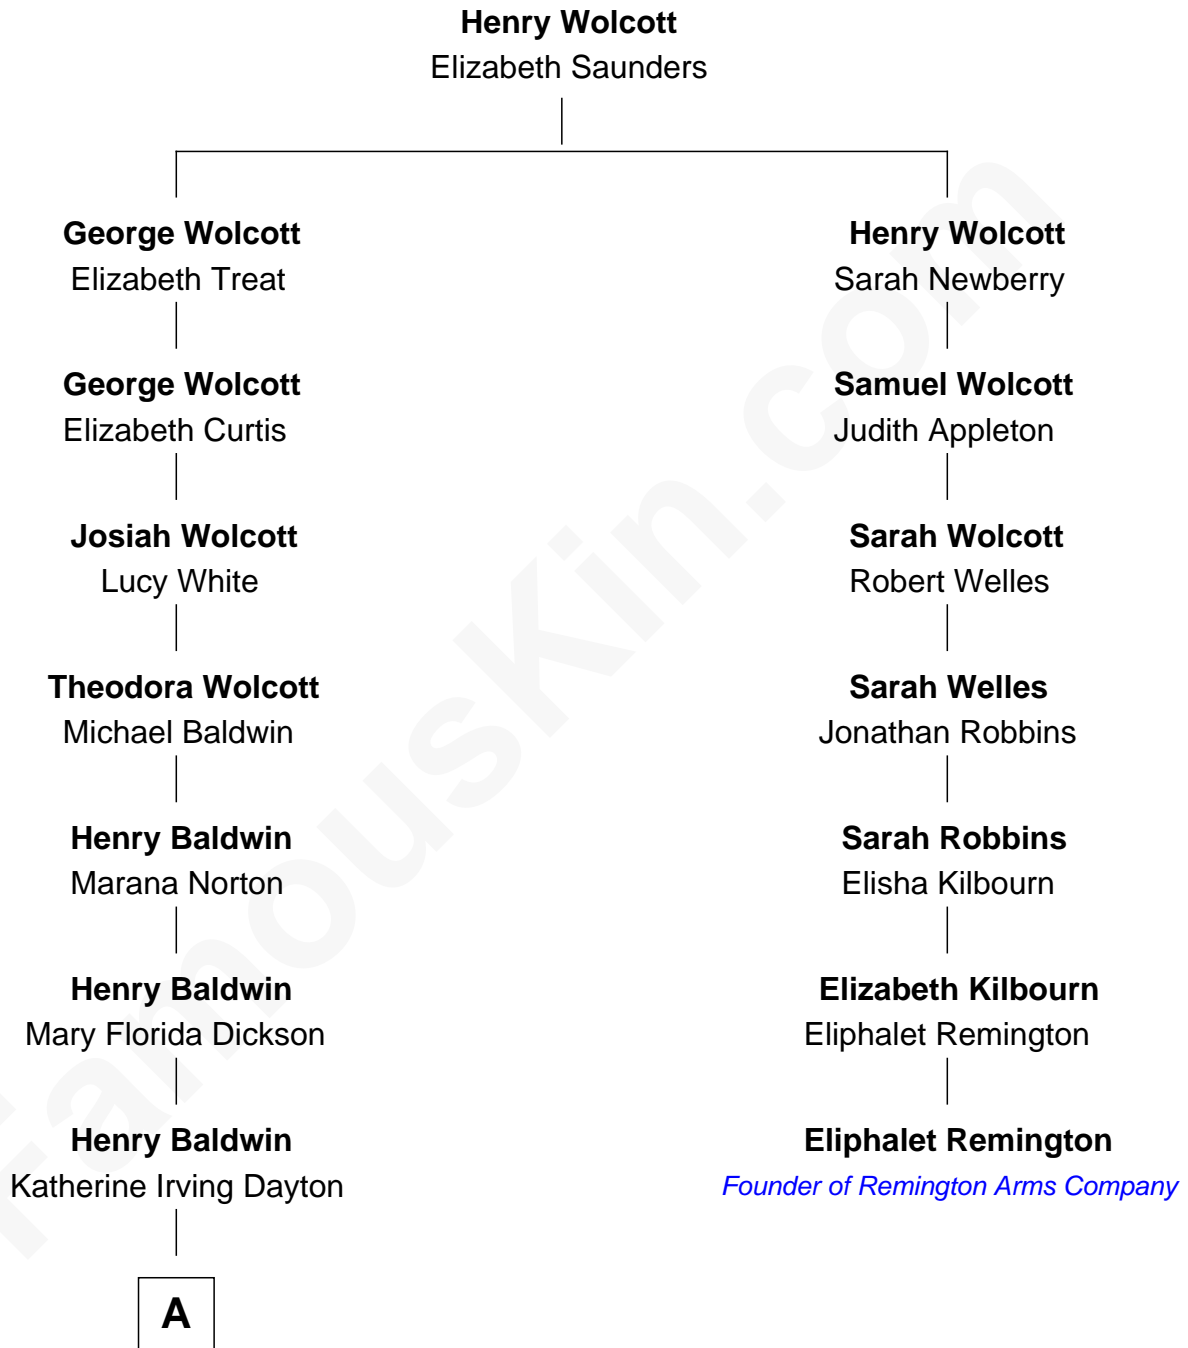 Henry Wolcott
Elizabeth Saunders
George Wolcott
Elizabeth Treat
Henry Wolcott
Sarah Newberry
George Wolcott
Elizabeth Curtis
Samuel Wolcott
Judith Appleton
Josiah Wolcott
Lucy White
Sarah Wolcott
Robert Welles
Theodora Wolcott
Michael Baldwin
Sarah Welles
Jonathan Robbins
Henry Baldwin
Marana Norton
Sarah Robbins
Elisha Kilbourn
Henry Baldwin
Mary Florida Dickson
Elizabeth Kilbourn
Eliphalet Remington
Henry Baldwin
Katherine Irving Dayton
Eliphalet Remington
Founder of Remington Arms Company
A
FamousKin.com